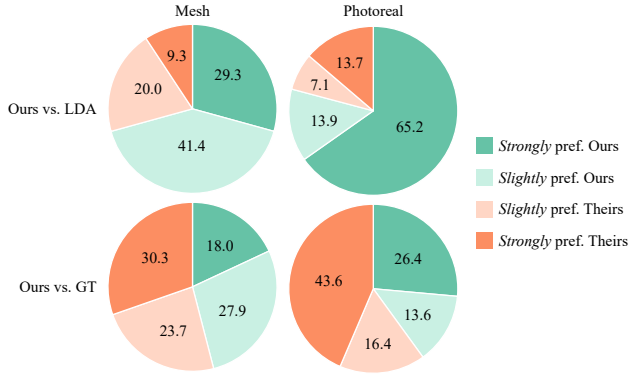 Mesh
Photoreal
Ours vs. LDA
29.3
41.4
20.0
9.3
65.2
13.9
7.1
13.7
Strongly pref. Ours
Slightly pref. Ours
Slightly pref. Theirs
Strongly pref. Theirs
Ours vs. GT
18.0
27.9
23.7
30.3
26.4
13.6
16.4
43.6